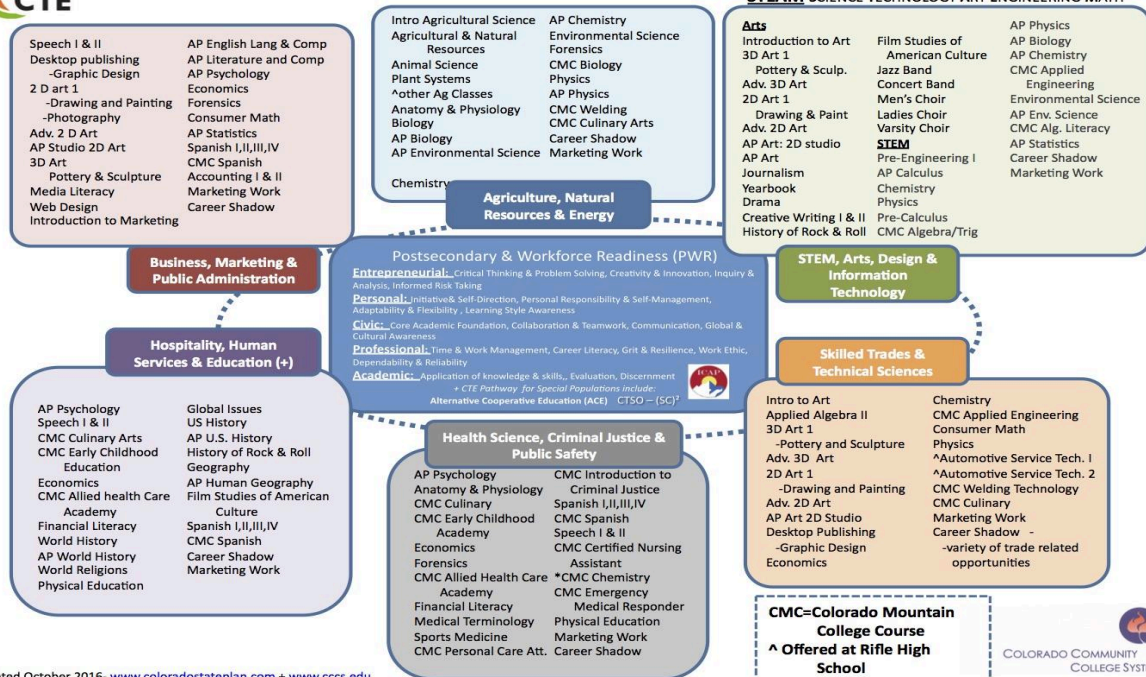 CTE
STEAM: SCIENCE TECHNOLOGY ART ENGINEERING MATH
Speech I & II
Desktop publishing
-Graphic Design
2 D art 1
-Drawing and Painting
-Photography
Adv. 2 D Art
AP Studio 2D Art
3D Art
Pottery & Sculpture
Media Literacy
Web Design
Introduction to Marketing
AP English Lang & Comp
AP Literature and Comp
AP Psychology
Economics
Forensics
Consumer Math
AP Statistics
Spanish I,II,III,IV
CMC Spanish
Accounting I & II
Marketing Work
Career Shadow
Business, Marketing &
Public Administration
Intro Agricultural Science
Agricultural & Natural
Resources
Animal Science
Plant Systems
^other Ag Classes
Anatomy & Physiology
Biology
AP Biology
AP Environmental Science
Chemistry
AP Chemistry
Environmental Science
Forensics
CMC Biology
Physics
AP Physics
CMC Welding
CMC Culinary Arts
Career Shadow
Marketing Work
Agriculture, Natural
Resources & Energy
Arts
Introduction to Art
3D Art 1
Pottery & Sculp.
Adv. 3D Art
2D Art 1
Drawing & Paint
Adv. 2D Art
AP Art: 2D studio
AP Art
Journalism
Yearbook
Drama
Creative Writing I & II
History of Rock & Roll
Film Studies of
American Culture
Jazz Band
Concert Band
Men's Choir
Ladies Choir
Varsity Choir
STEM
Pre-Engineering I
AP Calculus
Chemistry
Physics
Pre-Calculus
CMC Algebra/Trig
AP Physics
AP Biology
AP Chemistry
CMC Applied
Engineering
Environmental Science
AP Env. Science
CMC Alg. Literacy
AP Statistics
Career Shadow
Marketing Work
STEM, Arts, Design &
Information
Technology
Postsecondary & Workforce Readiness (PWR)
Entrepreneurial: Critical Thinking & Problem Solving, Creativity & Innovation, Inquiry &
Analysis, Informed Risk Taking
Personal: Initiative& Self-Direction, Personal Responsibility & Self-Management,
Adaptability & Flexibility , Learning Style Awareness
Civic: Core Academic Foundation, Collaboration & Teamwork, Communication, Global &
Cultural Awareness
Professional: Time & Work Management, Career Literacy, Grit & Resilience, Work Ethic,
Dependability & Reliability
Academic: Application of knowledge & skills,, Evaluation, Discernment
+ CTE Pathway for Special Populations include:
Alternative Cooperative Education (ACE) CTSO – (SC)²
ICAP
Hospitality, Human
Services & Education (+)
AP Psychology
Speech I & II
CMC Culinary Arts
CMC Early Childhood
Education
Economics
CMC Allied health Care
Academy
Financial Literacy
World History
AP World History
World Religions
Physical Education
Global Issues
US History
AP U.S. History
History of Rock & Roll
Geography
AP Human Geography
Film Studies of American
Culture
Spanish I,II,III,IV
CMC Spanish
Career Shadow
Marketing Work
Health Science, Criminal Justice &
Public Safety
AP Psychology
Anatomy & Physiology
CMC Culinary
CMC Early Childhood
Academy
Economics
Forensics
CMC Allied Health Care
Academy
Financial Literacy
Medical Terminology
Sports Medicine
CMC Personal Care Att.
CMC Introduction to
Criminal Justice
Spanish I,II,III,IV
CMC Spanish
Speech I & II
CMC Certified Nursing
Assistant
*CMC Chemistry
CMC Emergency
Medical Responder
Physical Education
Marketing Work
Career Shadow
Skilled Trades &
Technical Sciences
Intro to Art
Applied Algebra II
3D Art 1
-Pottery and Sculpture
Adv. 3D Art
2D Art 1
-Drawing and Painting
Adv. 2D Art
AP Art 2D Studio
Desktop Publishing
-Graphic Design
Economics
Chemistry
CMC Applied Engineering
Consumer Math
Physics
^Automotive Service Tech. I
^Automotive Service Tech. 2
CMC Welding Technology
CMC Culinary
Marketing Work
Career Shadow -
-variety of trade related
opportunities
CMC=Colorado Mountain
College Course
^ Offered at Rifle High
School
COLORADO COMMUNITY
COLLEGE SYST
ted October 2016- www.coloradostateplan.com + www.cccs.edu